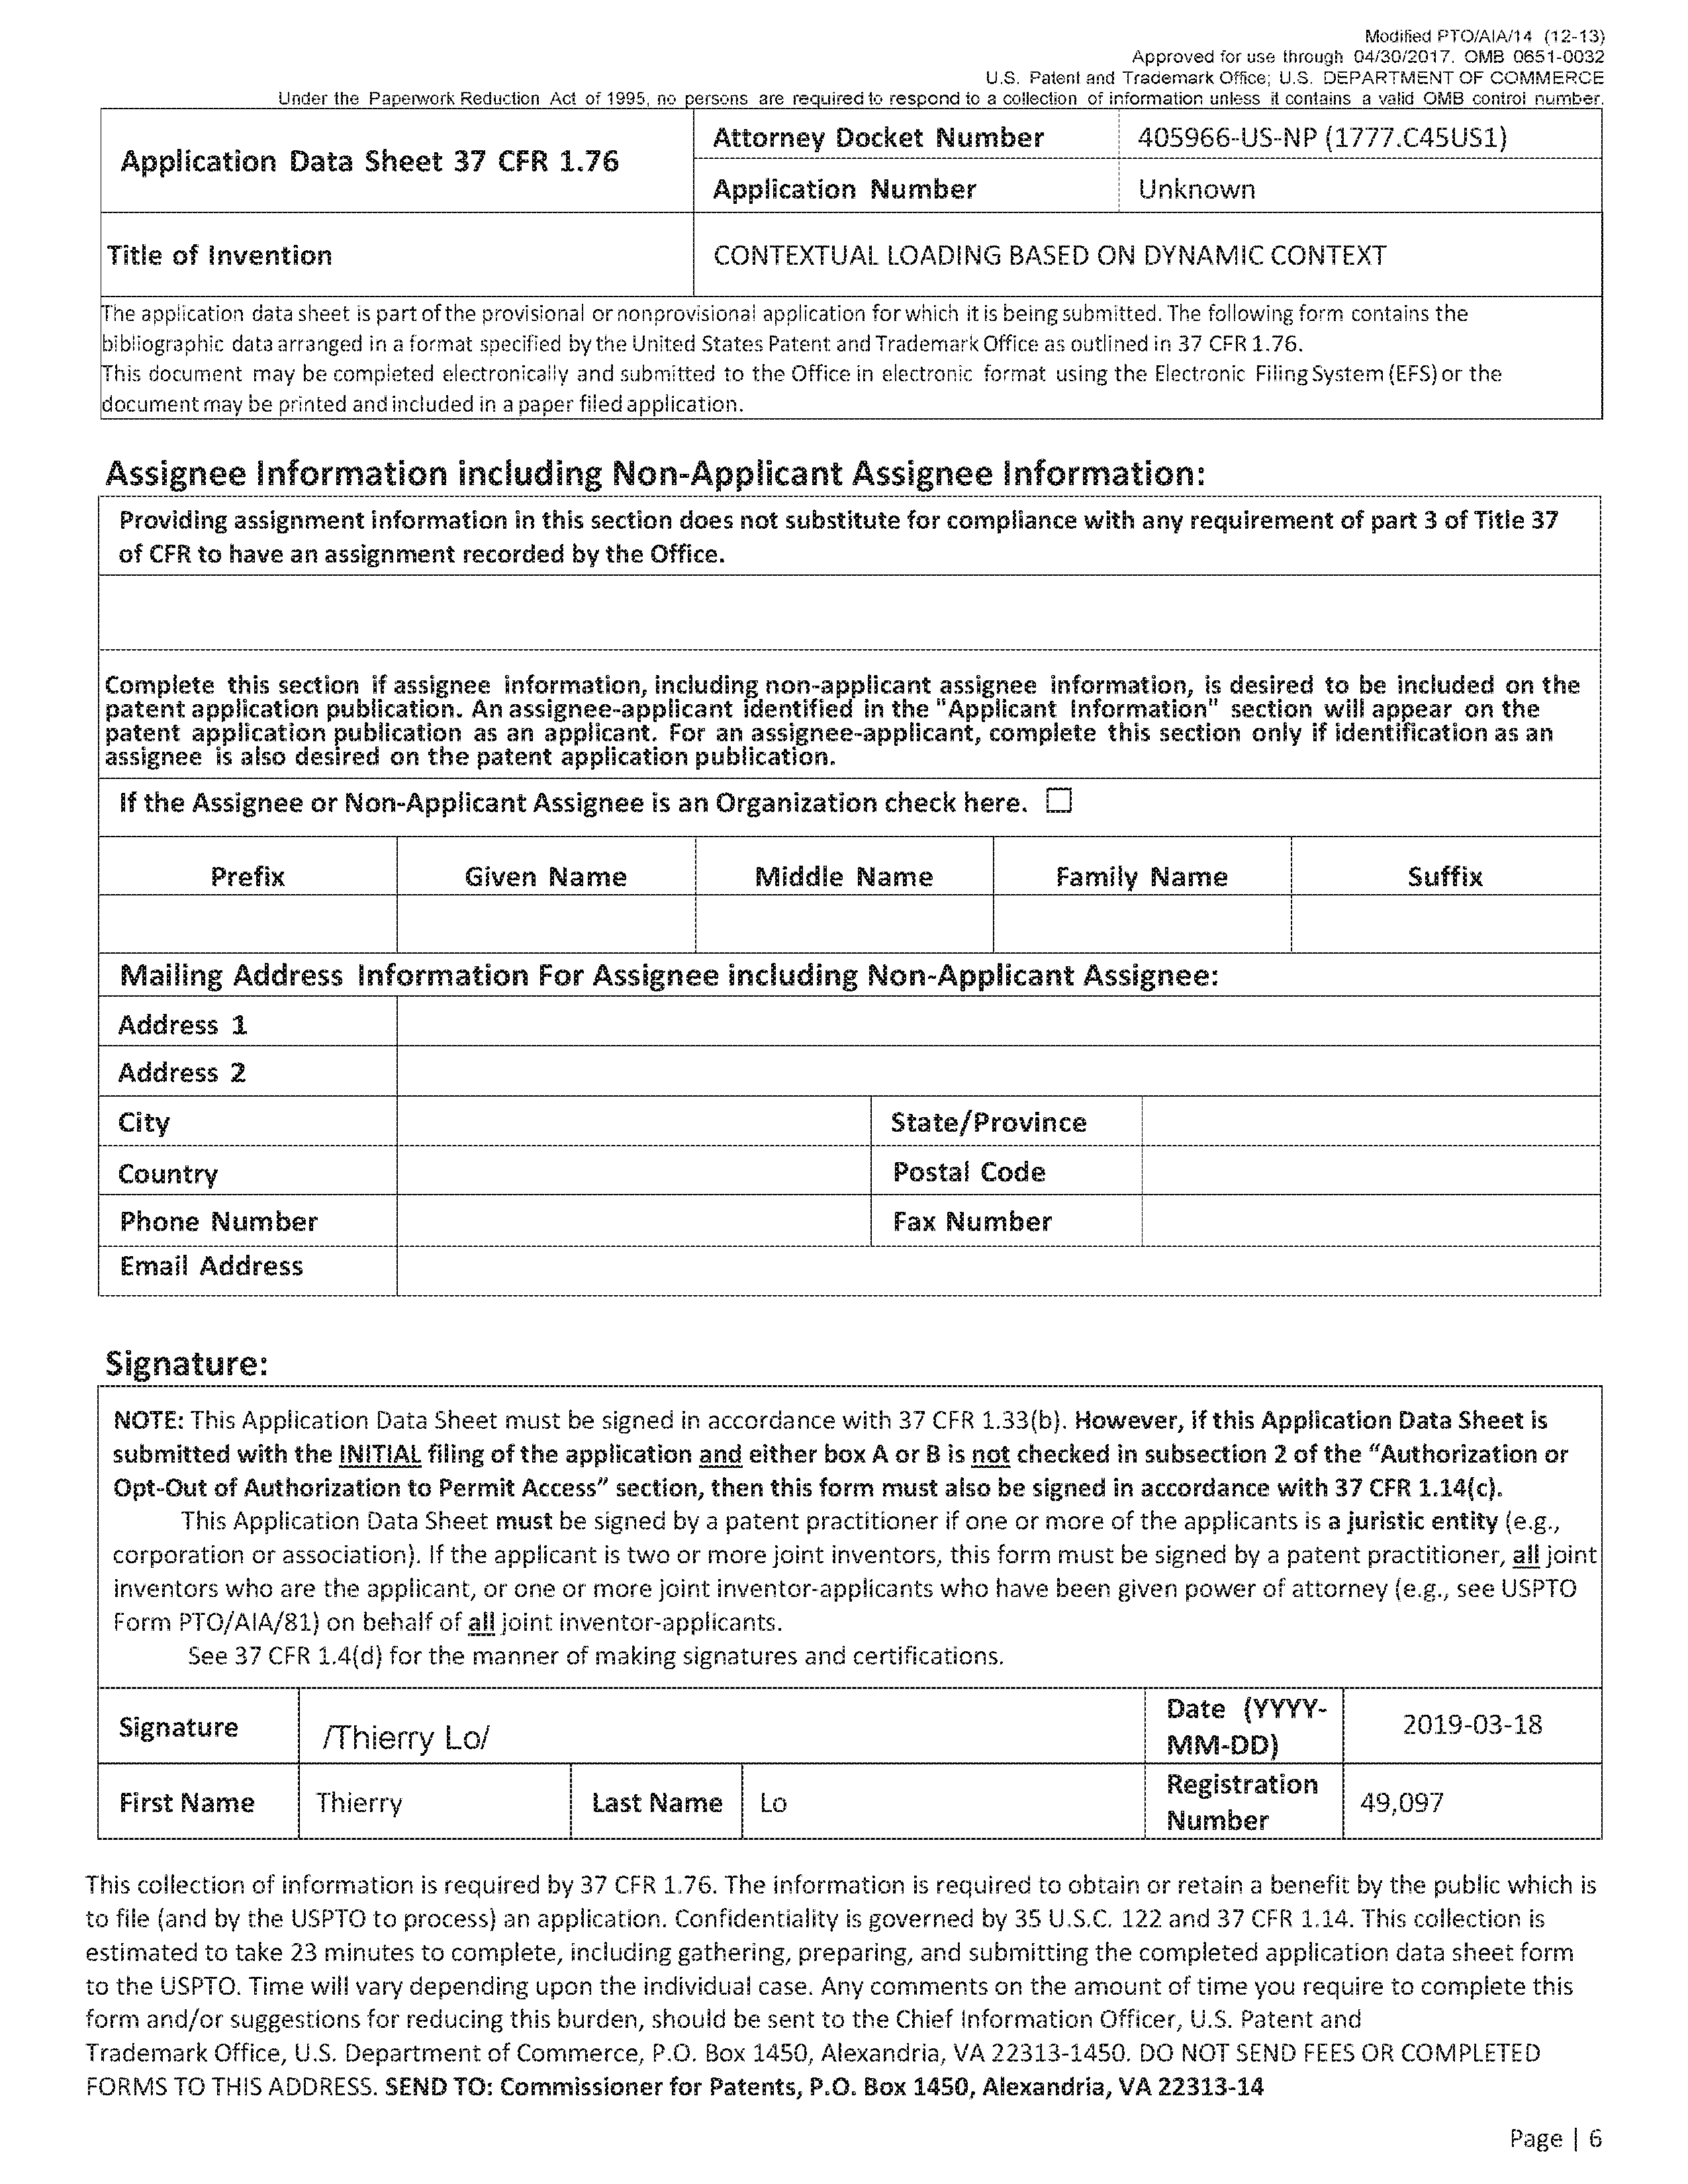 Modified PTO/AIA/14 (12-13)
Approved for use through 04/30/2017. OMB 0651-0032
U.S. Patent and Trademark Office; U.S. DEPARTMENT OF COMMERCE
Under the Paperwork Reduction Act of 1995, no persons are required to respond to a collection of information unless it contains a valid OMB control number.
Application Data Sheet 37 CFR 1.76
Attorney Docket Number 405966-US-NP (1777.C45US1)
Application Number Unknown
Title of Invention CONTEXTUAL LOADING BASED ON DYNAMIC CONTEXT
The application data sheet is part of the provisional or nonprovisional application for which it is being submitted. The following form contains the
bibliographic data arranged in a format specified by the United States Patent and Trademark Office as outlined in 37 CFR 1.76.
This document may be completed electronically and submitted to the Office in electronic format using the Electronic Filing System (EFS) or the
document may be printed and included in a paper filed application.
Assignee Information including Non-Applicant Assignee Information:
Providing assignment information in this section does not substitute for compliance with any requirement of part 3 of Title 37
of CFR to have an assignment recorded by the Office.
Complete this section if assignee information, including non-applicant assignee information, is desired to be included on the
patent application publication. An assignee-applicant identified in the "Applicant Information" section will appear on the
patent application publication as an applicant. For an assignee-applicant, complete this section only if identification as an
assignee is also desired on the patent application publication.
If the Assignee or Non-Applicant Assignee is an Organization check here.
Prefix Given Name Middle Name Family Name Suffix
Mailing Address Information For Assignee including Non-Applicant Assignee:
Address 1
Address 2
City State/Province
Country Postal Code
Phone Number Fax Number
Email Address
Signature:
NOTE: This Application Data Sheet must be signed in accordance with 37 CFR 1.33(b). However, if this Application Data Sheet is
submitted with the INITIAL filing of the application and either box A or B is not checked in subsection 2 of the “Authorization or
Opt-Out of Authorization to Permit Access” section, then this form must also be signed in accordance with 37 CFR 1.14(c).
This Application Data Sheet must be signed by a patent practitioner if one or more of the applicants is a juristic entity (e.g.,
corporation or association). If the applicant is two or more joint inventors, this form must be signed by a patent practitioner, all joint
inventors who are the applicant, or one or more joint inventor-applicants who have been given power of attorney (e.g., see USPTO
Form PTO/AIA/81) on behalf of all joint inventor-applicants.
See 37 CFR 1.4(d) for the manner of making signatures and certifications.
Signature /Thierry Lo/ Date (YYYY-
MM-DD) 2019-03-18
First Name Thierry Last Name Lo Registration
Number 49,097
This collection of information is required by 37 CFR 1.76. The information is required to obtain or retain a benefit by the public which is
to file (and by the USPTO to process) an application. Confidentiality is governed by 35 U.S.C. 122 and 37 CFR 1.14. This collection is
estimated to take 23 minutes to complete, including gathering, preparing, and submitting the completed application data sheet form
to the USPTO. Time will vary depending upon the individual case. Any comments on the amount of time you require to complete this
form and/or suggestions for reducing this burden, should be sent to the Chief Information Officer, U.S. Patent and
Trademark Office, U.S. Department of Commerce, P.O. Box 1450, Alexandria, VA 22313-1450. DO NOT SEND FEES OR COMPLETED
FORMS TO THIS ADDRESS. SEND TO: Commissioner for Patents, P.O. Box 1450, Alexandria, VA 22313-14
Page | 6